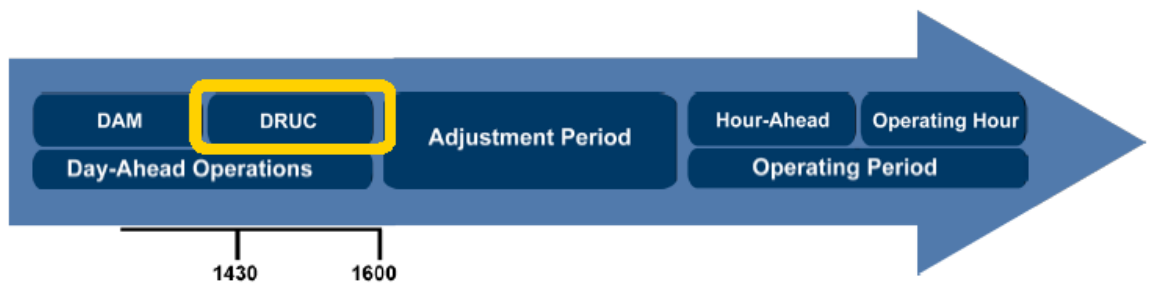 DAM
DRUC
Day-Ahead Operations
Adjustment Period
Hour-Ahead
Operating Hour
Operating Period
1430
1600